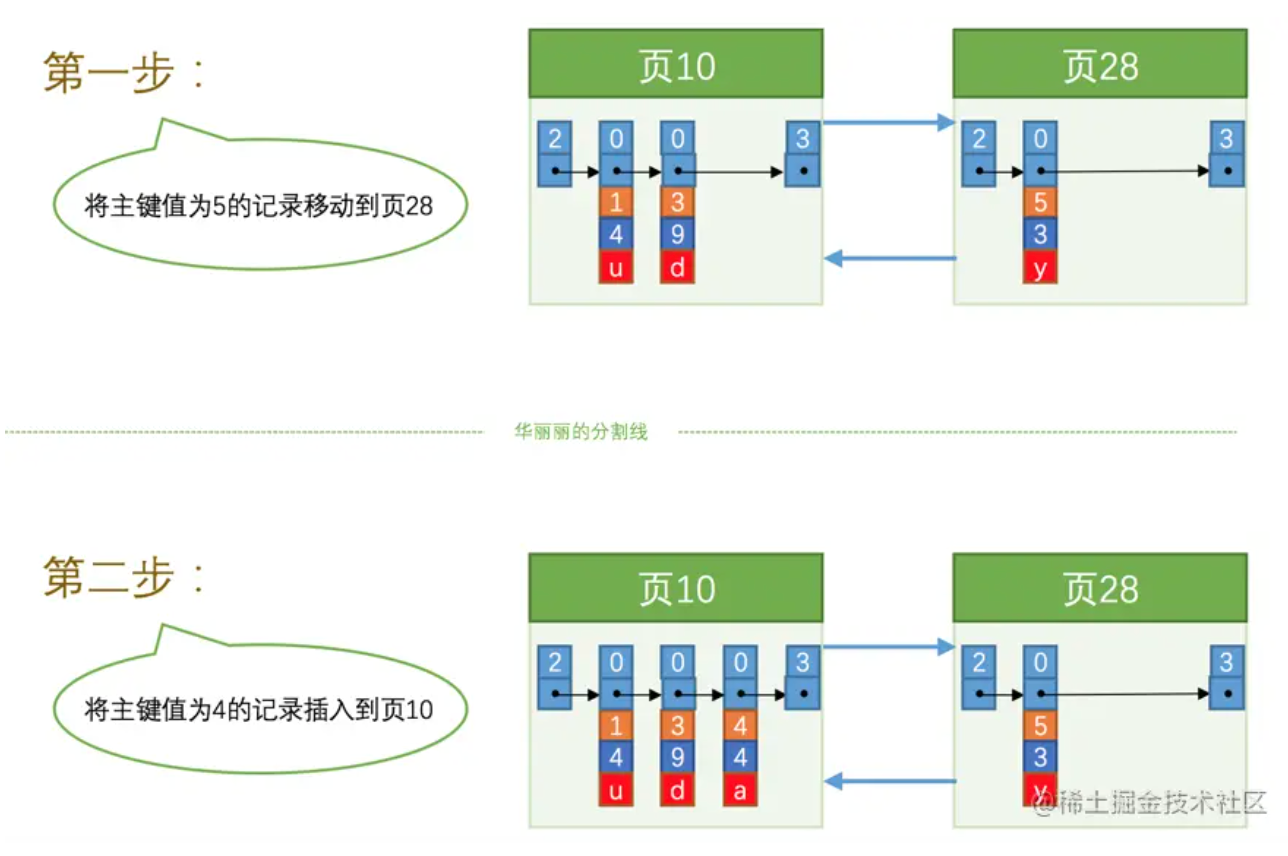 第一步：
将主键值为5的记录移动到页28
页10
2 0 0 3
1 3
4 9
u d
页28
2 0 3
5
3
y
华丽丽的分割线
第二步：
将主键值为4的记录插入到页10
页10
2 0 0 0 3
1 3 4
4 9 4
u d a
页28
2 0 3
5
3
y
@稀土掘金技术社区